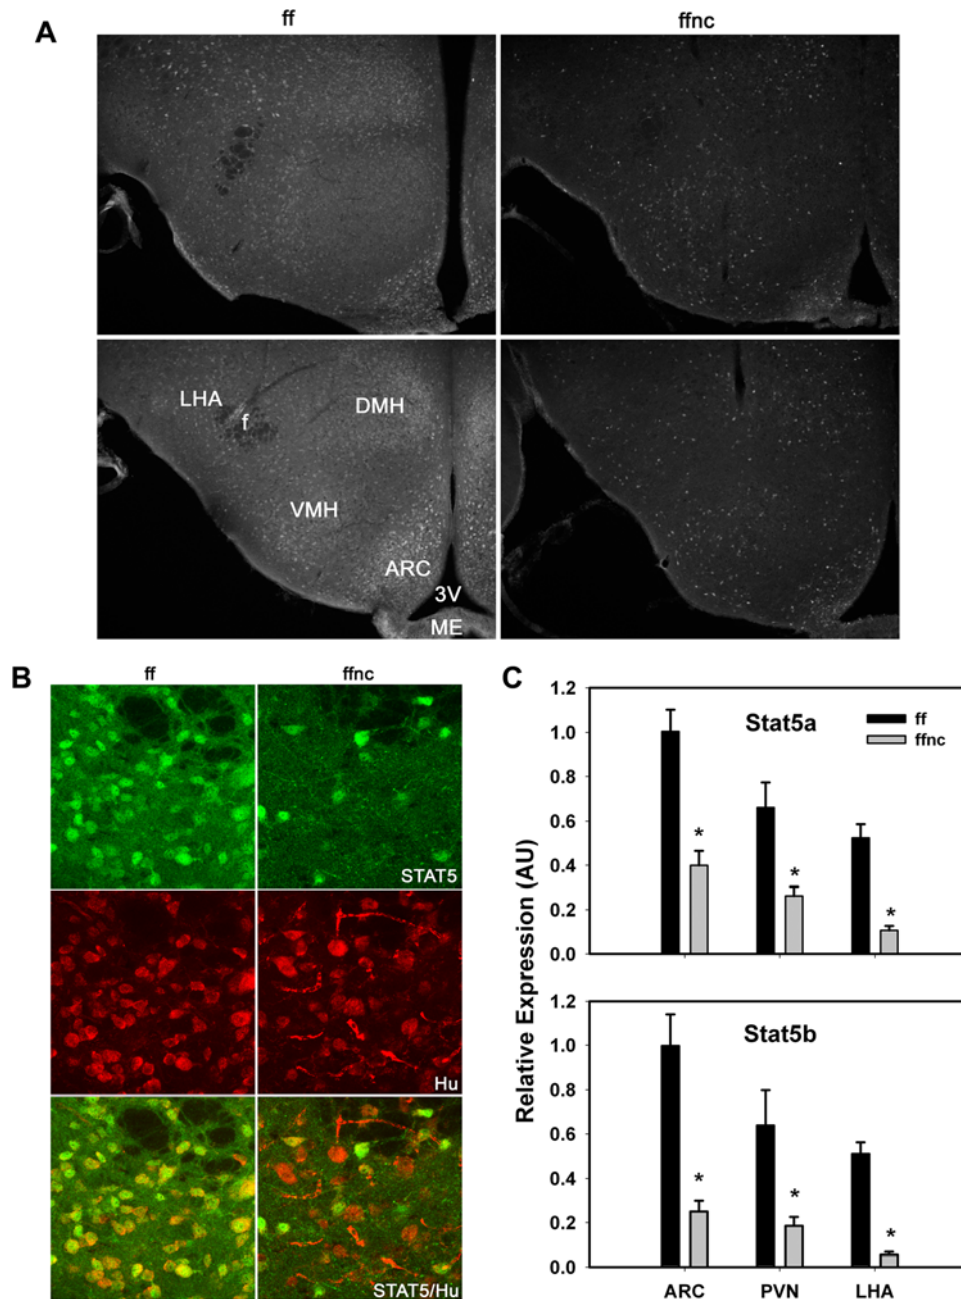 A
ff
ffnc
LHA
f
DMH
VMH
ARC
3V
ME
B
ff
ffnc
STAT5
Hu
STAT5/Hu
C
Relative Expression (AU)
1.2
1.0
0.8
0.6
0.4
0.2
0.0
Stat5a
ff
ffnc
*
*
*
1.2
1.0
0.8
0.6
0.4
0.2
0.0
Stat5b
*
*
*
ARC
PVN
LHA